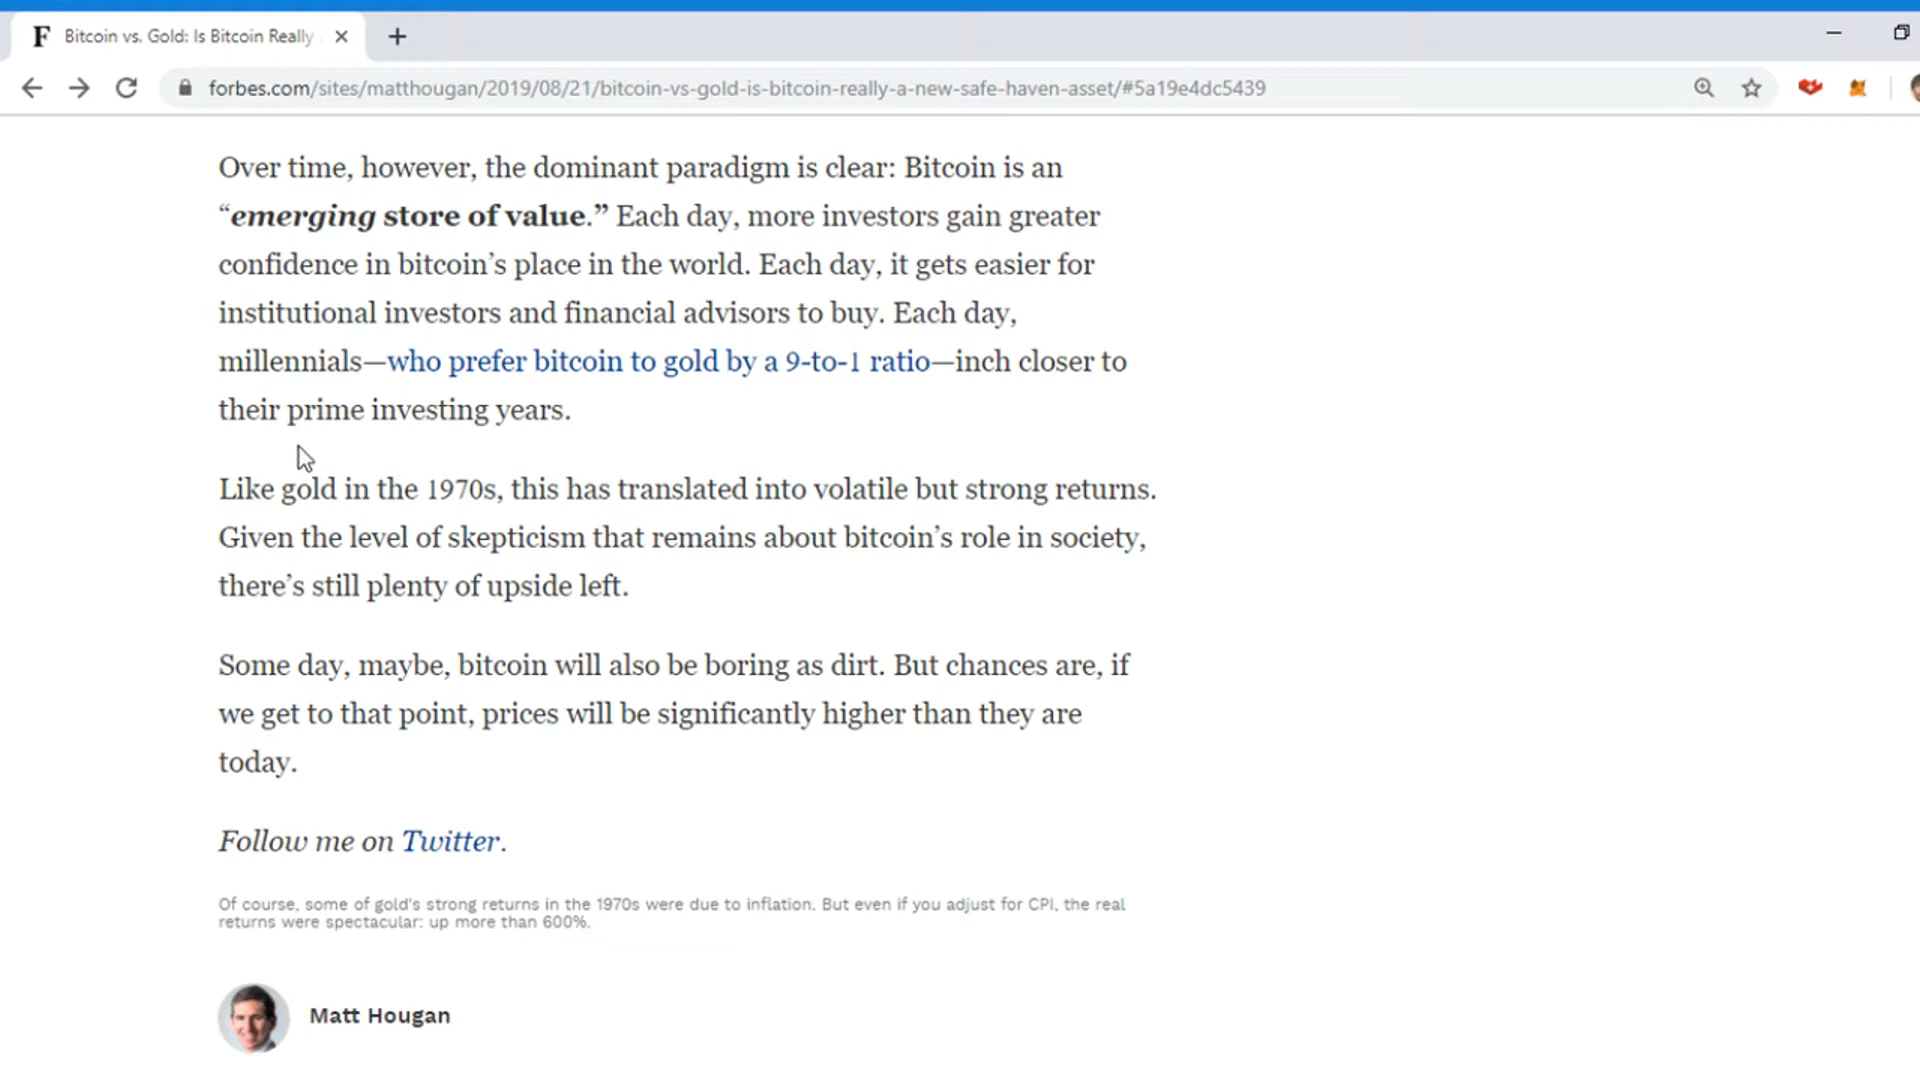 F Bitcoin vs. Gold: Is Bitcoin Really
forbes.com/sites/matthougan/2019/08/21/bitcoin-vs-gold-is-bitcoin-really-a-new-safe-haven-asset/#5a19e4dc5439
Over time, however, the dominant paradigm is clear: Bitcoin is an
“emerging store of value.” Each day, more investors gain greater
confidence in bitcoin’s place in the world. Each day, it gets easier for
institutional investors and financial advisors to buy. Each day,
millennials—who prefer bitcoin to gold by a 9-to-1 ratio—inch closer to
their prime investing years.
Like gold in the 1970s, this has translated into volatile but strong returns.
Given the level of skepticism that remains about bitcoin’s role in society,
there’s still plenty of upside left.
Some day, maybe, bitcoin will also be boring as dirt. But chances are, if
we get to that point, prices will be significantly higher than they are
today.
Follow me on Twitter.
Of course, some of gold's strong returns in the 1970s were due to inflation. But even if you adjust for CPI, the real
returns were spectacular: up more than 600%.
Matt Hougan